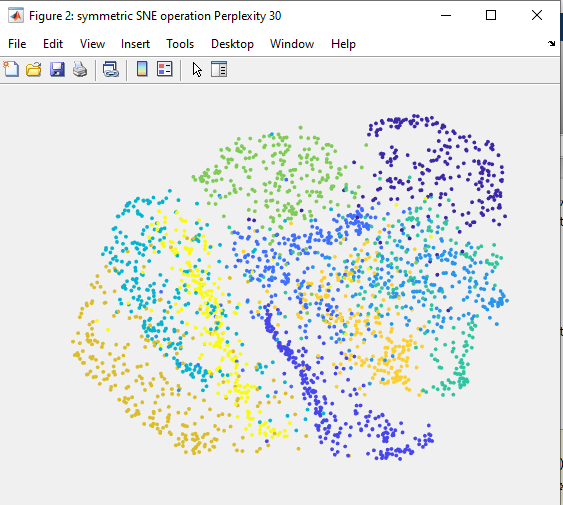 Figure 2: symmetric SNE operation Perplexity 30
File Edit View Insert Tools Desktop Window Help